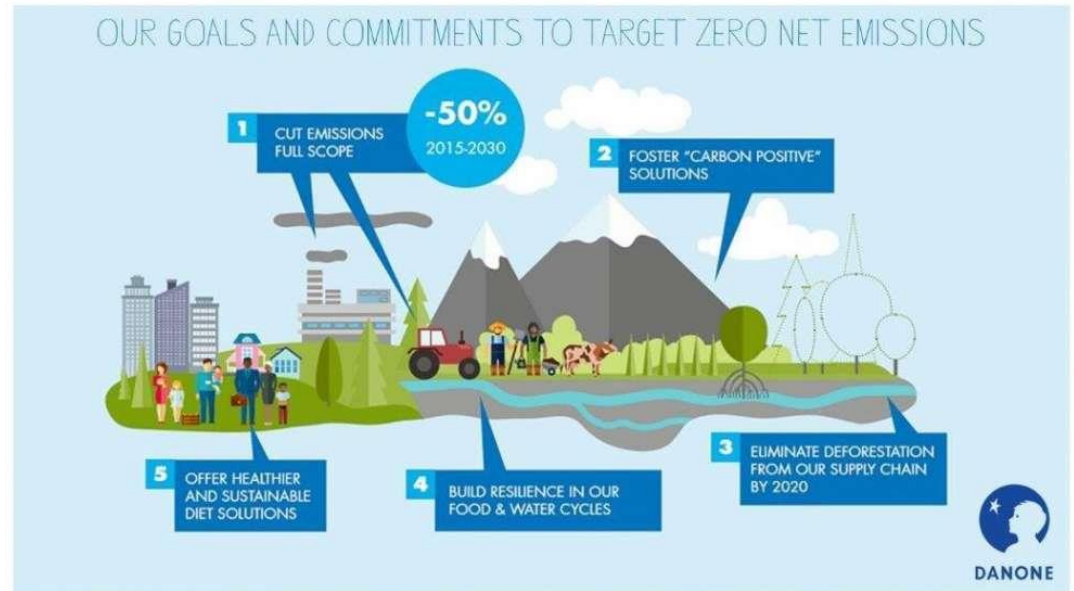 OUR GOALS AND COMMITMENTS TO TARGET ZERO NET EMISSIONS
1
CUT EMISSIONS
FULL SCOPE
-50%
2015-2030
2
FOSTER "CARBON POSITIVE"
SOLUTIONS
3
ELIMINATE DEFORESTATION
FROM OUR SUPPLY CHAIN
BY 2020
4
BUILD RESILIENCE IN OUR
FOOD & WATER CYCLES
5
OFFER HEALTHIER
AND SUSTAINABLE
DIET SOLUTIONS
DANONE